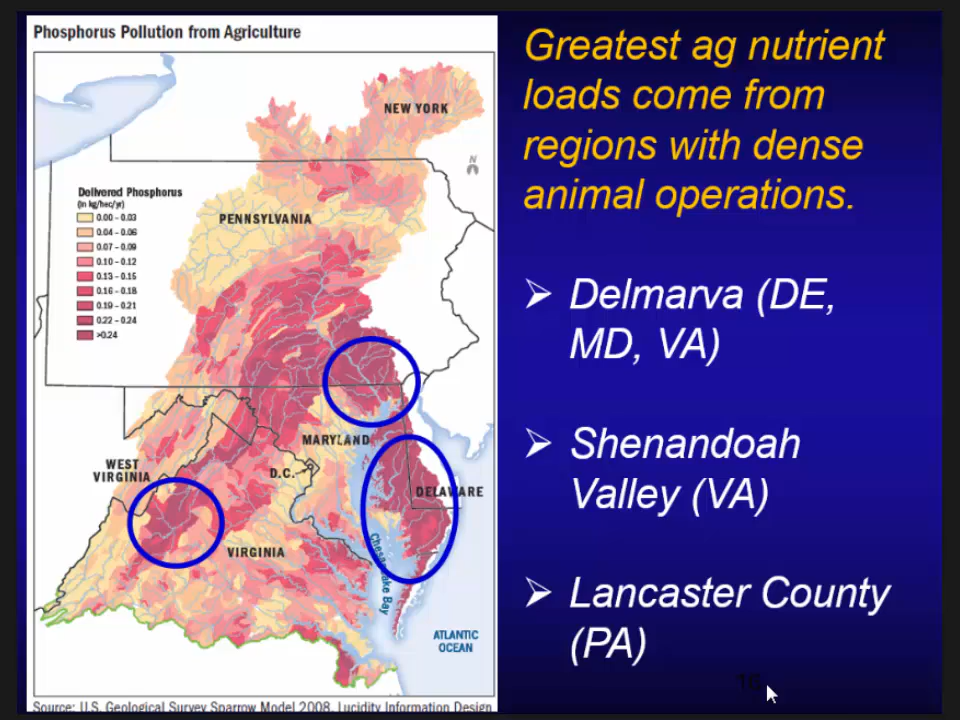 Phosphorus Pollution from Agriculture
NEW YORK
N
Delivered Phosphorus
(in kg/hec/yr)
0.00 – 0.03
0.04 – 0.06
0.07 – 0.09
0.10 – 0.12
0.13 – 0.15
0.16 – 0.18
0.19 – 0.21
0.22 – 0.24
>0.24
PENNSYLVANIA
MARYLAND
WEST
VIRGINIA
D.C.
DELAWARE
VIRGINIA
Chesapeake Bay
ATLANTIC
OCEAN
Source: U.S. Geological Survey Sparrow Model 2008, Lucidity Information Design
Greatest ag nutrient
loads come from
regions with dense
animal operations.
➢ Delmarva (DE,
MD, VA)
➢ Shenandoah
Valley (VA)
➢ Lancaster County
(PA)